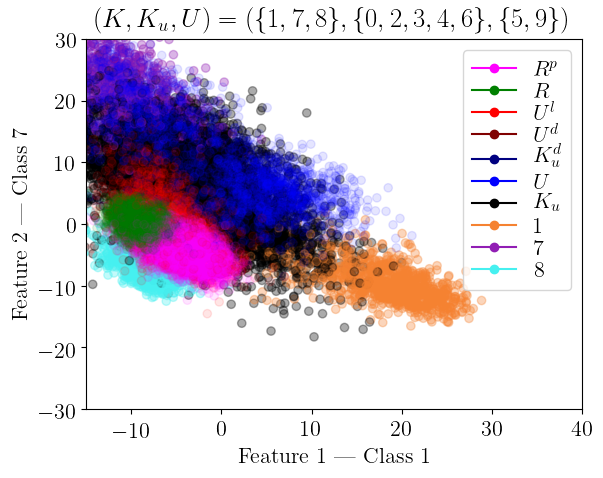 (K, K_u, U) = ({1, 7, 8}, {0, 2, 3, 4, 6}, {5, 9})
30
20
10
0
−10
−20
−30
Feature 2 — Class 7
−10
0
10
20
30
40
Feature 1 — Class 1
R^p
R
U^l
U^d
K_u^d
U
K_u
1
7
8